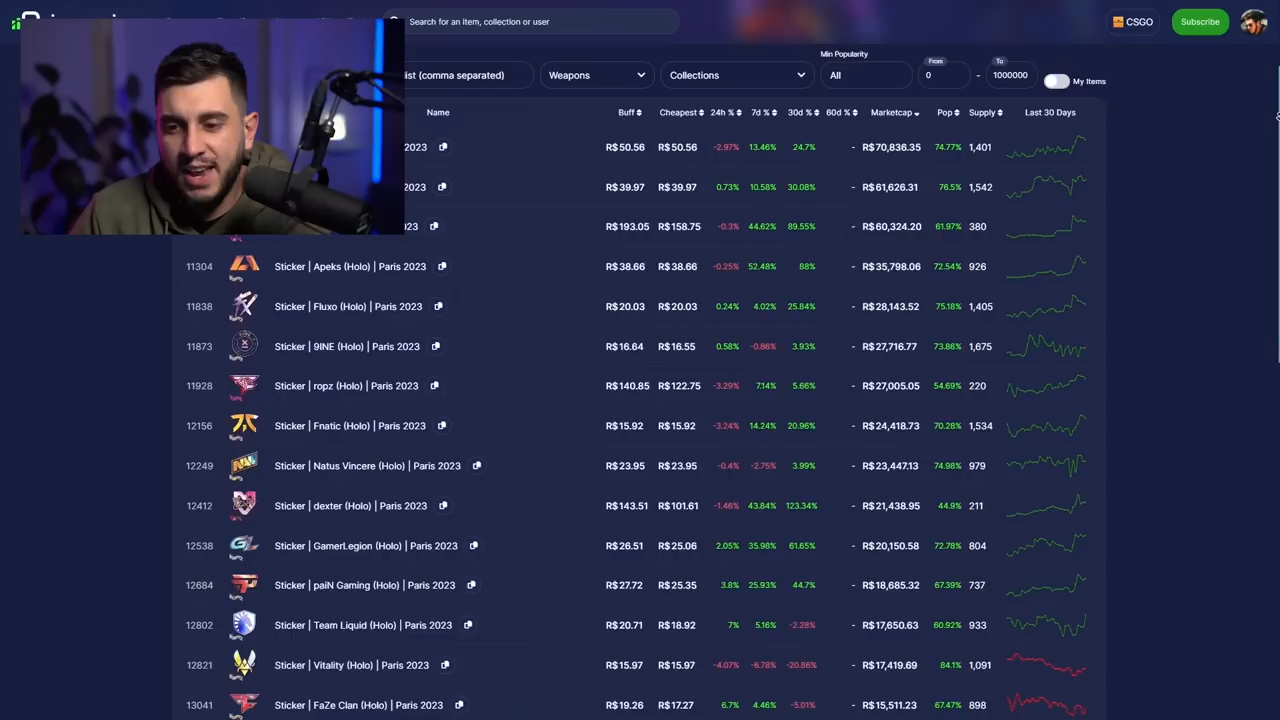 Search for an item, collection or user
CSGO
Subscribe
list (comma separated)
Weapons
Collections
Min Popularity
All
From
0
-
To
1000000
My Items
Name Buff Cheapest 24h % 7d % 30d % 60d % Marketcap Pop Supply Last 30 Days
2023 R$50.56 R$50.56 -2.97% 13.46% 24.7% - R$70,836.35 74.77% 1,401
2023 R$39.97 R$39.97 0.73% 10.58% 30.08% - R$61,626.31 76.5% 1,542
023 R$193.05 R$158.75 -0.3% 44.62% 89.55% - R$60,324.20 61.97% 380
11304 Sticker | Apeks (Holo) | Paris 2023 R$38.66 R$38.66 -0.25% 52.48% 88% - R$35,798.06 72.54% 926
11838 Sticker | Fluxo (Holo) | Paris 2023 R$20.03 R$20.03 0.24% 4.02% 25.84% - R$28,143.52 75.18% 1,405
11873 Sticker | 9INE (Holo) | Paris 2023 R$16.64 R$16.55 0.58% -0.86% 3.93% - R$27,716.77 73.86% 1,675
11928 Sticker | ropz (Holo) | Paris 2023 R$140.85 R$122.75 -3.29% 7.14% 5.66% - R$27,005.05 54.69% 220
12156 Sticker | Fnatic (Holo) | Paris 2023 R$15.92 R$15.92 -3.24% 14.24% 20.96% - R$24,418.73 70.28% 1,534
12249 Sticker | Natus Vincere (Holo) | Paris 2023 R$23.95 R$23.95 -0.4% -2.75% 3.99% - R$23,447.13 74.98% 979
12412 Sticker | dexter (Holo) | Paris 2023 R$143.51 R$101.61 -1.46% 43.84% 123.34% - R$21,438.95 44.9% 211
12538 Sticker | GamerLegion (Holo) | Paris 2023 R$26.51 R$25.06 2.05% 35.98% 61.65% - R$20,150.58 72.78% 804
12684 Sticker | paiN Gaming (Holo) | Paris 2023 R$27.72 R$25.35 3.8% 25.93% 44.7% - R$18,685.32 67.39% 737
12802 Sticker | Team Liquid (Holo) | Paris 2023 R$20.71 R$18.92 7% 5.16% -2.28% - R$17,650.63 60.92% 933
12821 Sticker | Vitality (Holo) | Paris 2023 R$15.97 R$15.97 -4.07% -6.78% -20.86% - R$17,419.69 84.1% 1,091
13041 Sticker | FaZe Clan (Holo) | Paris 2023 R$19.26 R$17.27 6.7% 4.46% -5.01% - R$15,511.23 67.47% 898